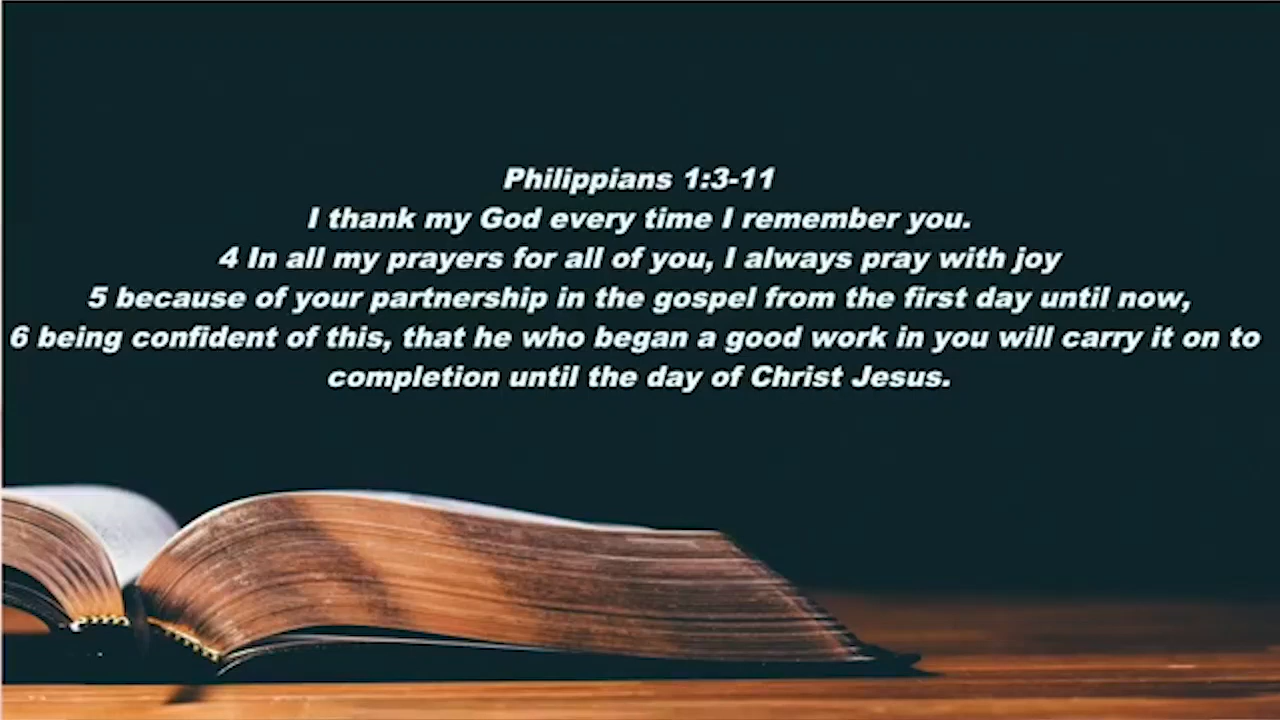 Philippians 1:3-11
I thank my God every time I remember you.
4 In all my prayers for all of you, I always pray with joy
5 because of your partnership in the gospel from the first day until now,
6 being confident of this, that he who began a good work in you will carry it on to
completion until the day of Christ Jesus.